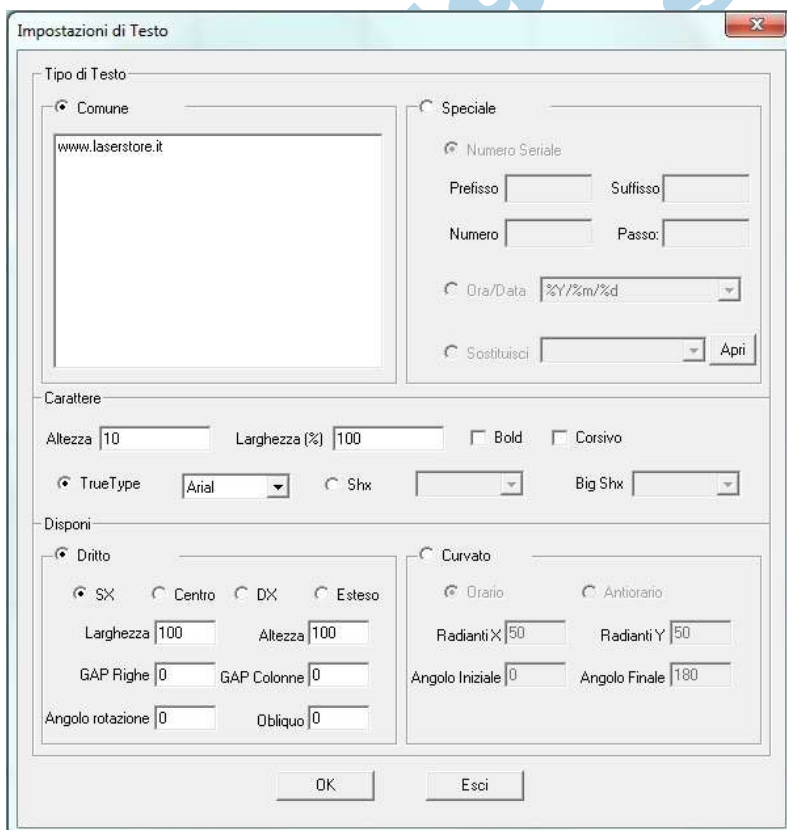 Impostazioni di Testo
Tipo di Testo
Comune
www.laserstore.it
Speciale
Numero Seriale
Prefisso Suffisso
Numero Passo:
Ora/Data %Y/%m/%d
Sostituisci Apri
Carattere
Altezza 10 Larghezza (%) 100 Bold Corsivo
TrueType Arial Shx Big Shx
Disponi
Dritto
SX Centro DX Esteso
Larghezza 100 Altezza 100
GAP Righe 0 GAP Colonne 0
Angolo rotazione 0 Obliquo 0
Curvato
Orario Antiorario
Radianti X 50 Radianti Y 50
Angolo Iniziale 0 Angolo Finale 180
OK Esci